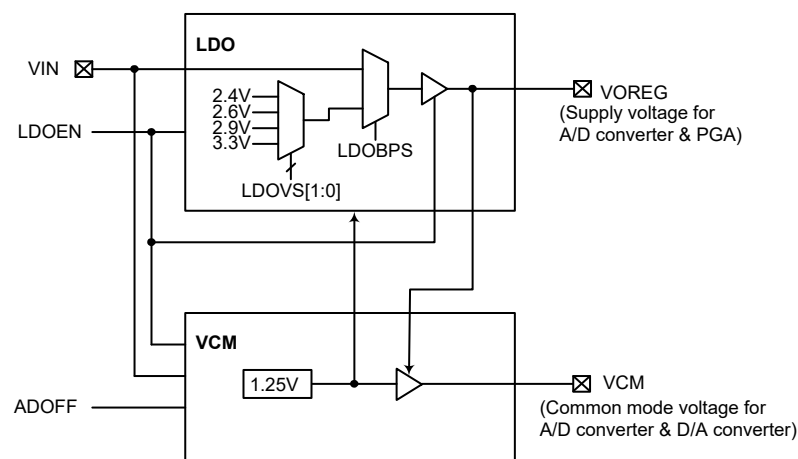 LDO
VIN
2.4V
2.6V
2.9V
3.3V
LDOEN
LDOBPS
LDOVS[1:0]
VOREG
(Supply voltage for
A/D converter & PGA)
VCM
1.25V
ADOFF
VCM
(Common mode voltage for
A/D converter & D/A converter)